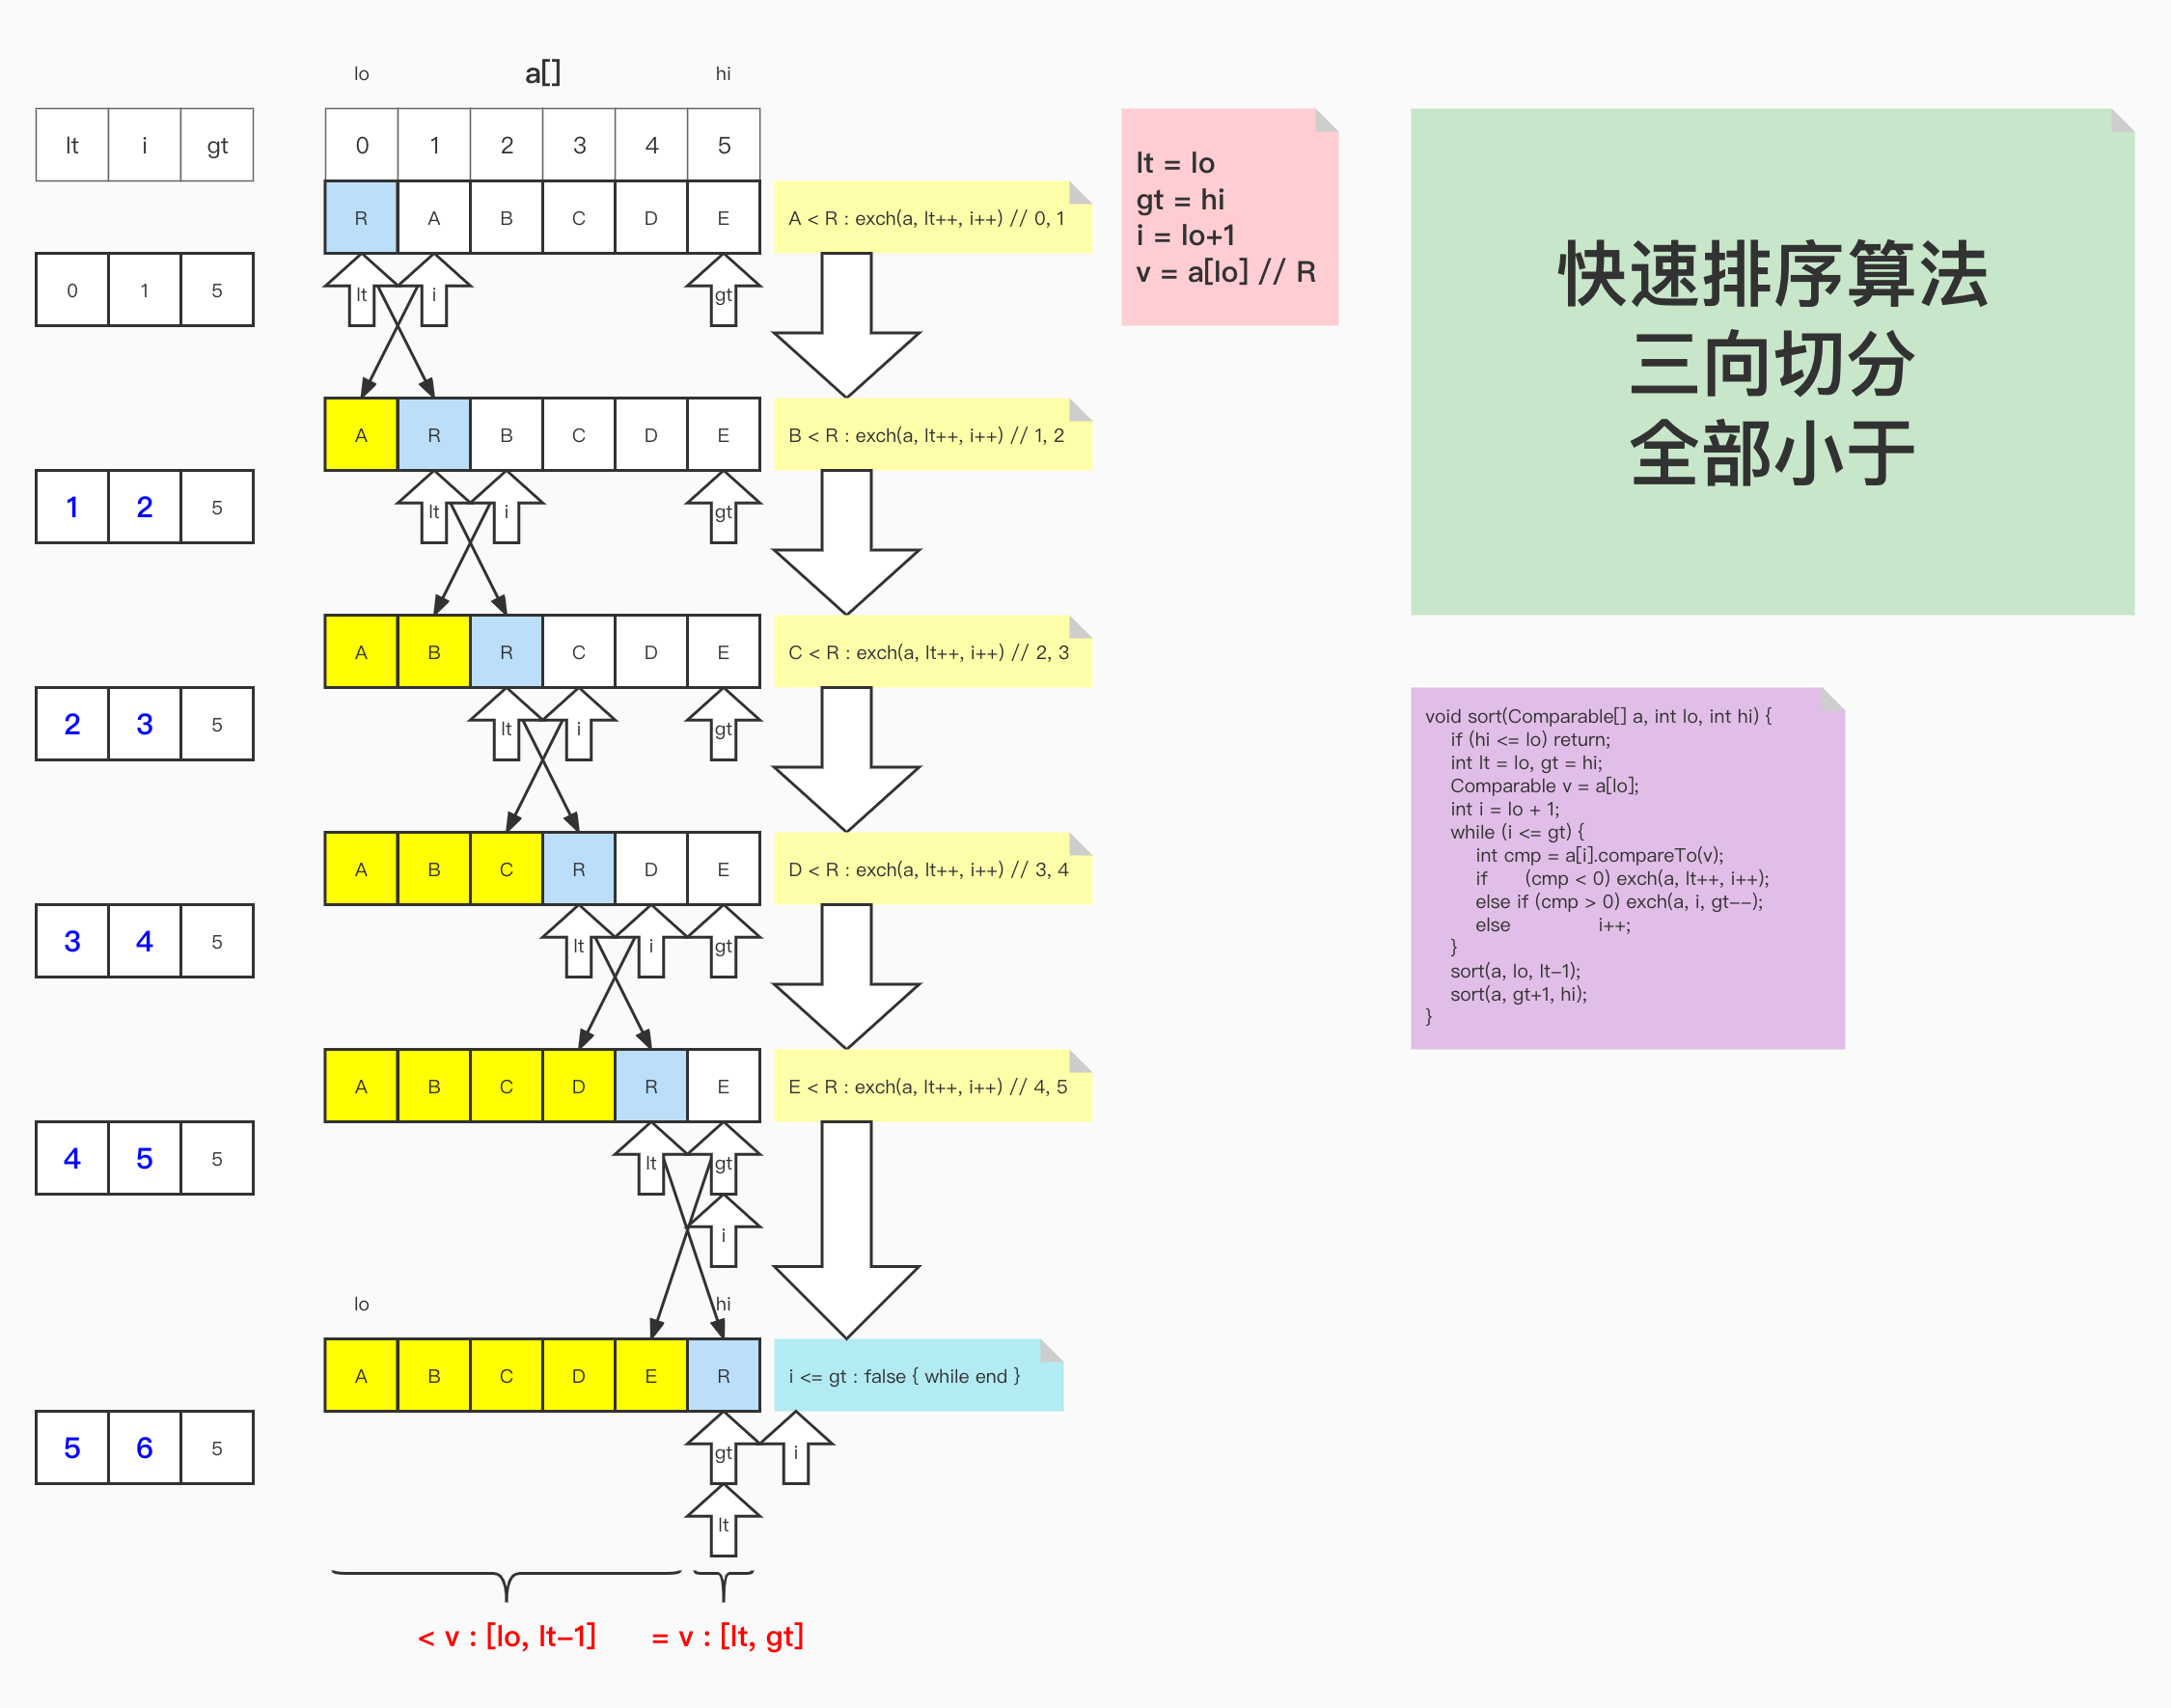 lo a[] hi
lt i gt
0 1 2 3 4 5
R A B C D E
A < R : exch(a, lt++, i++) // 0, 1
0 1 5
lt i gt
A R B C D E
B < R : exch(a, lt++, i++) // 1, 2
1 2 5
lt i gt
A B R C D E
C < R : exch(a, lt++, i++) // 2, 3
2 3 5
lt i gt
A B C R D E
D < R : exch(a, lt++, i++) // 3, 4
3 4 5
lt i gt
A B C D R E
E < R : exch(a, lt++, i++) // 4, 5
4 5 5
lt gt
i
lo hi
A B C D E R
i <= gt : false { while end }
5 6 5
gt i
lt
< v : [lo, lt-1] = v : [lt, gt]
lt = lo
gt = hi
i = lo+1
v = a[lo] // R
快速排序算法
三向切分
全部小于
void sort(Comparable[] a, int lo, int hi) {
if (hi <= lo) return;
int lt = lo, gt = hi;
Comparable v = a[lo];
int i = lo + 1;
while (i <= gt) {
int cmp = a[i].compareTo(v);
if (cmp < 0) exch(a, lt++, i++);
else if (cmp > 0) exch(a, i, gt--);
else i++;
}
sort(a, lo, lt-1);
sort(a, gt+1, hi);
}